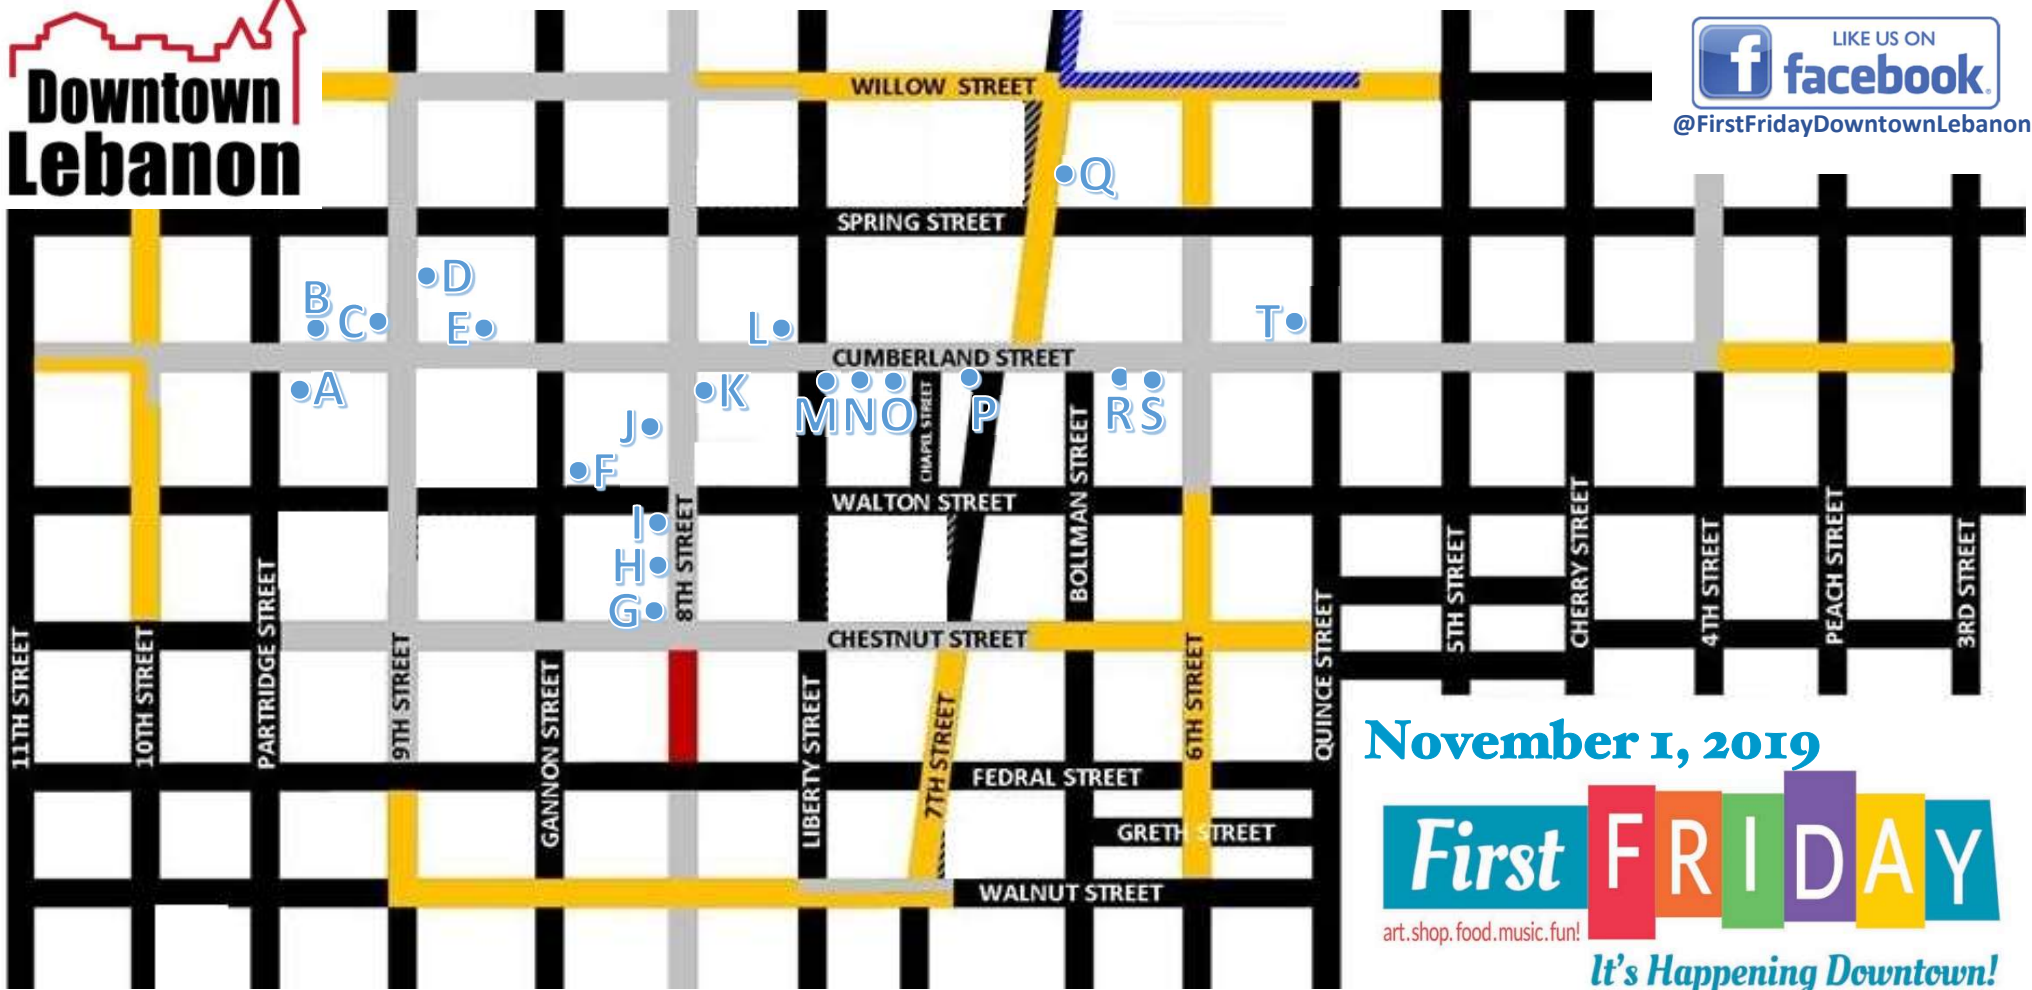 Downtown
Lebanon
LIKE US ON
f facebook
@FirstFridayDowntownLebanon
WILLOW STREET
Q
SPRING STREET
D
B
C
E
L
T
CUMBERLAND STREET
A
K
M N O
P
R S
J
F
CHAPEL STREET
WALTON STREET
BOLLMAN STREET
I
H
G
8TH STREET
CHESTNUT STREET
11TH STREET
10TH STREET
PARTRIDGE STREET
9TH STREET
GANNON STREET
LIBERTY STREET
7TH STREET
6TH STREET
QUINCE STREET
5TH STREET
CHERRY STREET
4TH STREET
PEACH STREET
3RD STREET
FEDRAL STREET
GRETH STREET
WALNUT STREET
November 1, 2019
First FRIDAY
art.shop.food.music.fun!
It's Happening Downtown!